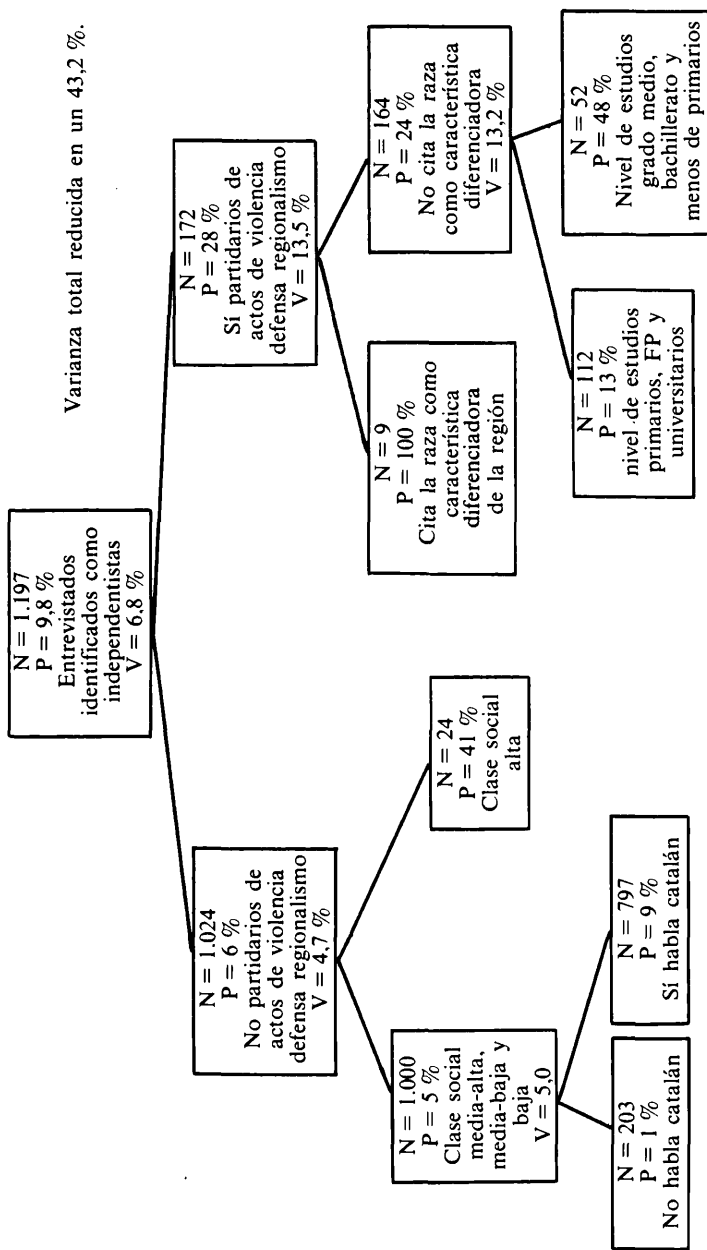 Varianza total reducida en un 43,2 %.
N = 1.197
P = 9,8 %
Entrevistados
identificados como
independentistas
V = 6,8 %
N = 1.024
P = 6 %
No partidarios de
actos de violencia
defensa regionalismo
V = 4,7 %
N = 172
P = 28 %
Sí partidarios de
actos de violencia
defensa regionalismo
V = 13,5 %
N = 1.000
P = 5 %
Clase social
media-alta,
media-baja y
baja
V = 5,0
N = 24
P = 41 %
Clase social
alta
N = 9
P = 100 %
Cita la raza como
característica
diferenciadora
de la región
N = 164
P = 24 %
No cita la raza
como característica
diferenciadora
V = 13,2 %
N = 203
P = 1 %
No habla catalán
N = 797
P = 9 %
Sí habla catalán
N = 112
P = 13 %
nivel de estudios
primarios, FP y
universitarios
N = 52
P = 48 %
Nivel de estudios
grado medio,
bachillerato y
menos de primarios